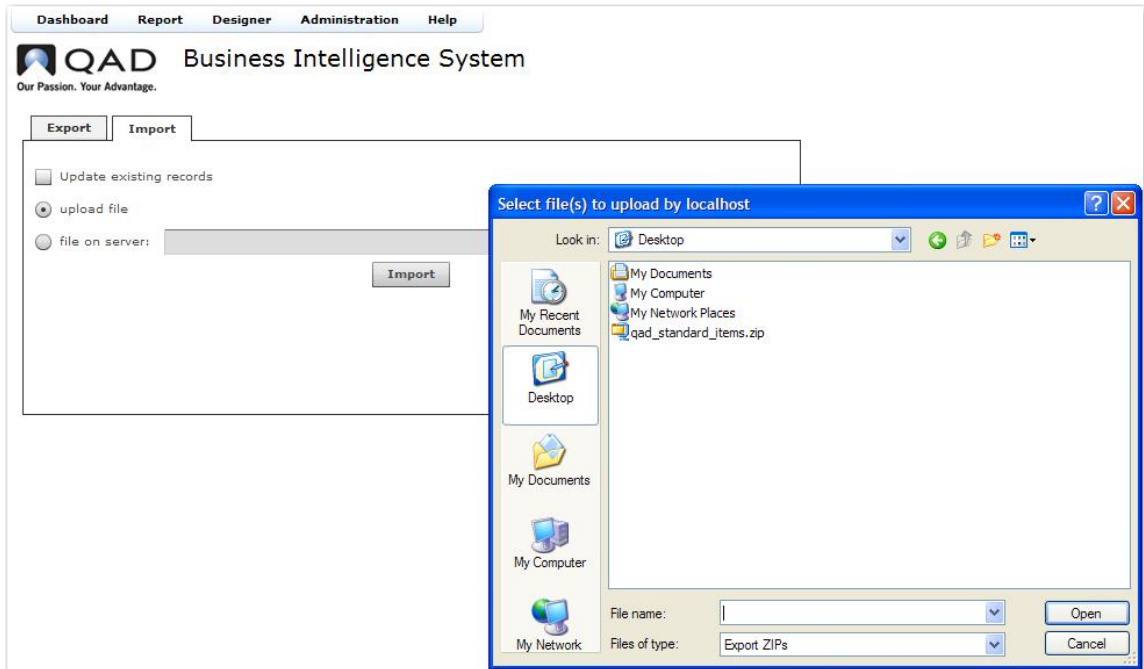 Dashboard Report Designer Administration Help
QAD Business Intelligence System
Our Passion. Your Advantage.
Export Import
Update existing records
upload file
file on server:
Import
Select file(s) to upload by localhost
Look in: Desktop
My Recent Documents
Desktop
My Documents
My Computer
My Network
My Documents
My Computer
My Network Places
qad_standard_items.zip
File name:
Open
Files of type: Export ZIPs
Cancel